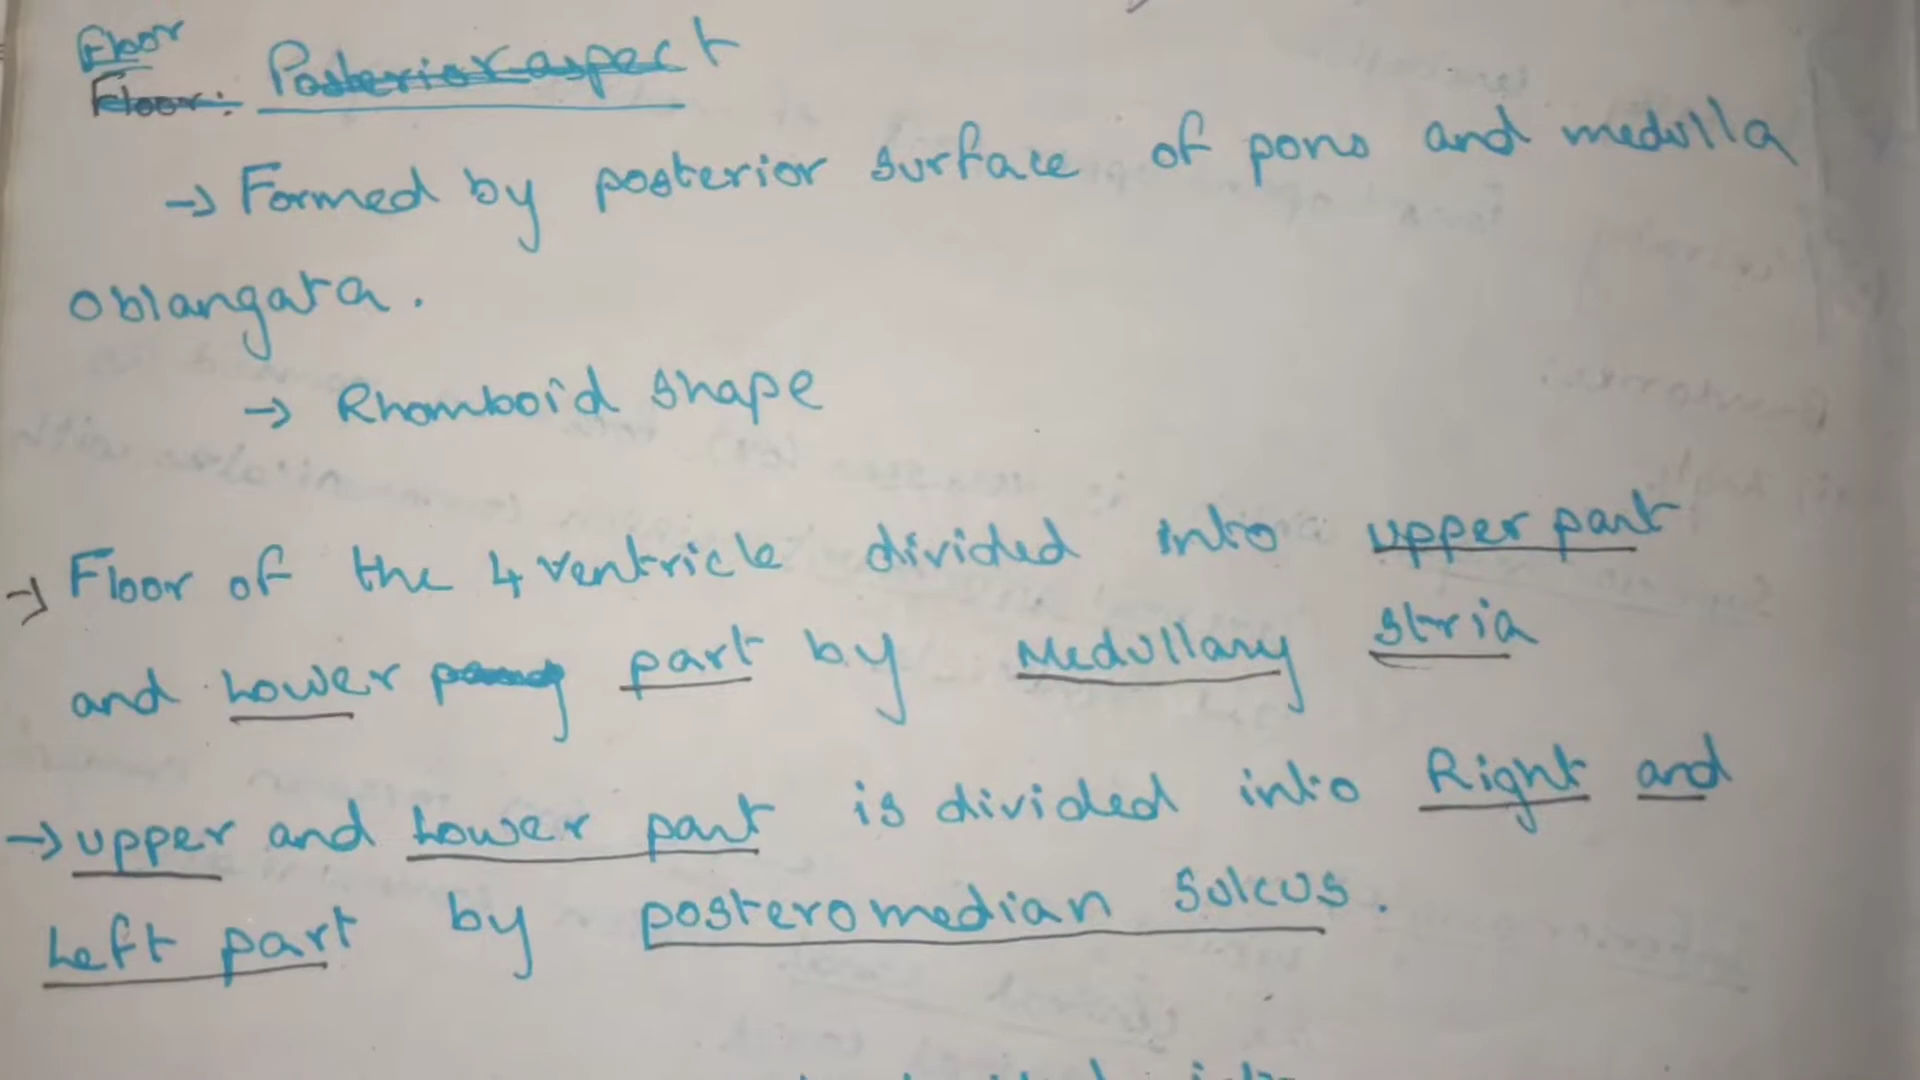 Floor
Floor: Posterior aspect
→ Formed by posterior surface of pons and medulla
oblangata.
→ Rhomboid shape
→ Floor of the 4 ventricle divided into upper part
and Lower part by Medullary stria
→ upper and Lower part is divided into Right and
Left part by posteromedian sulcus.